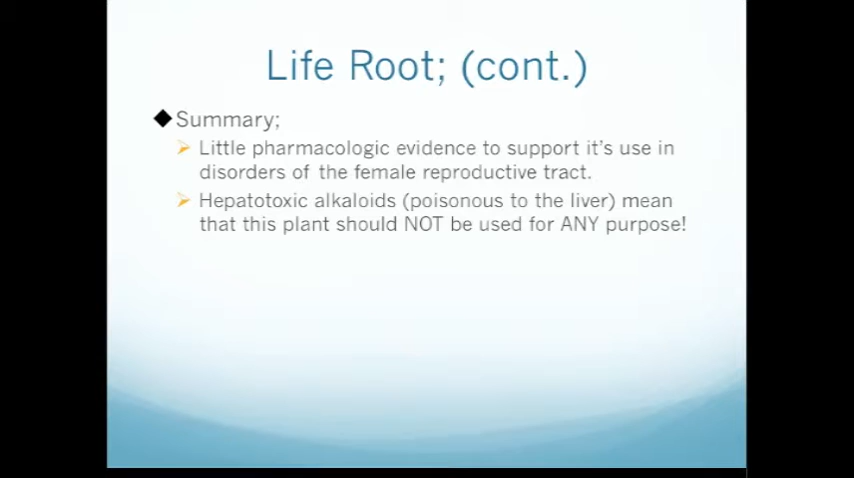 Life Root; (cont.)
Summary;
Little pharmacologic evidence to support it's use in
disorders of the female reproductive tract.
Hepatotoxic alkaloids (poisonous to the liver) mean
that this plant should NOT be used for ANY purpose!